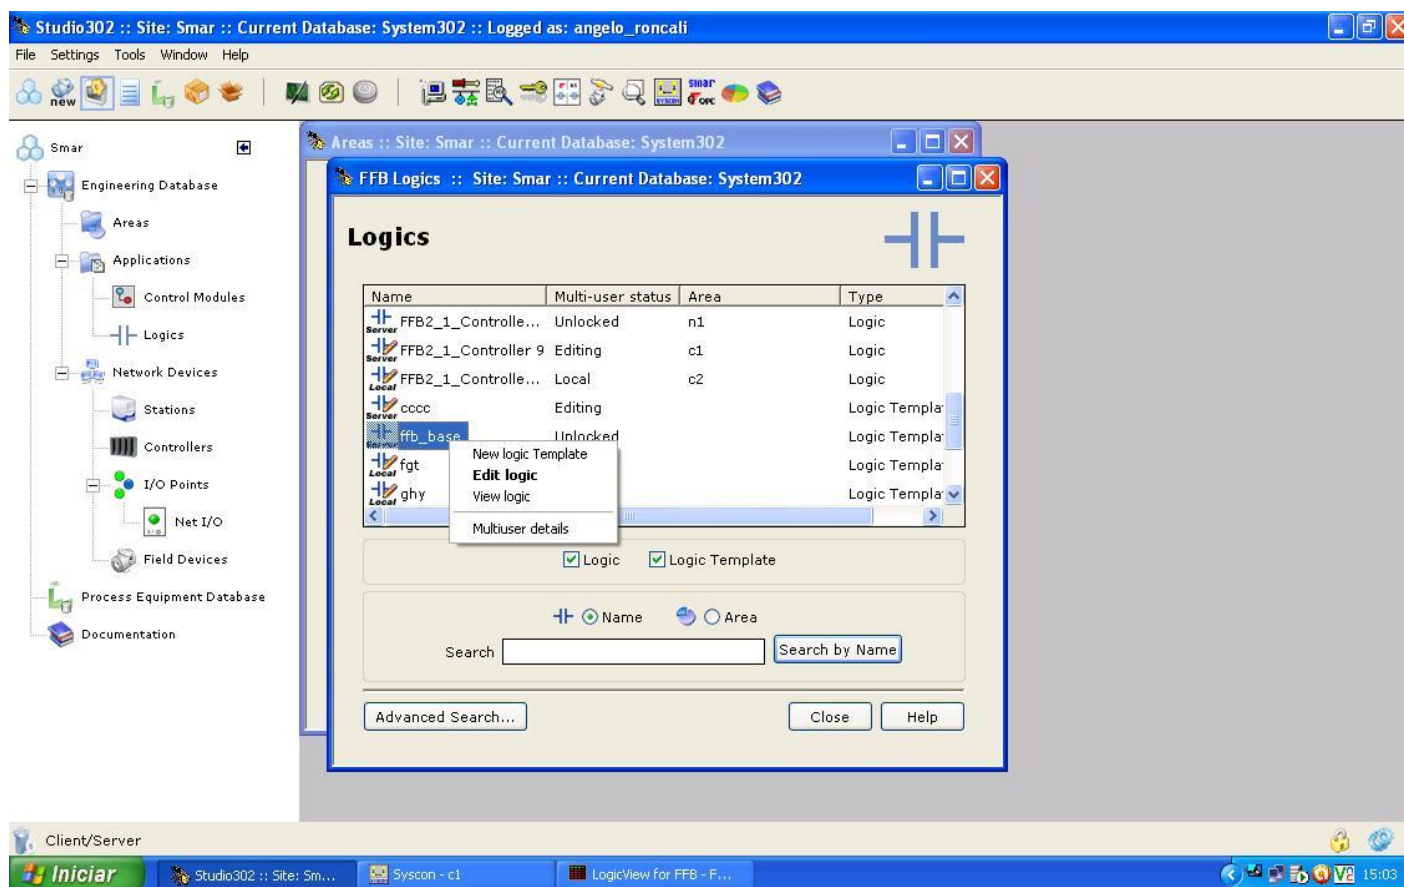 Studio302 :: Site: Smar :: Current Database: System302 :: Logged as: angelo_roncali
File Settings Tools Window Help
new
SYSCON
smar
OPC
Smar
Engineering Database
Areas
Applications
Control Modules
Logics
Network Devices
Stations
Controllers
I/O Points
Net I/O
Field Devices
Process Equipment Database
Documentation
Areas :: Site: Smar :: Current Database: System302
FFB Logics :: Site: Smar :: Current Database: System302
Logics
Name Multi-user status Area Type
Server FFB2_1_Controlle... Unlocked n1 Logic
Server FFB2_1_Controller 9 Editing c1 Logic
Local FFB2_1_Controlle... Local c2 Logic
Server cccc Editing Logic Templa
ffb_base Unlocked Logic Templa
Local fgt Logic Templa
Local ghy Logic Templa
New logic Template
Edit logic
View logic
Multiuser details
Logic Logic Template
Name Area
Search Search by Name
Advanced Search... Close Help
Client/Server
Iniciar Studio302 :: Site: Sm... Syscon - c1 LogicView for FFB - F... V2 15:03